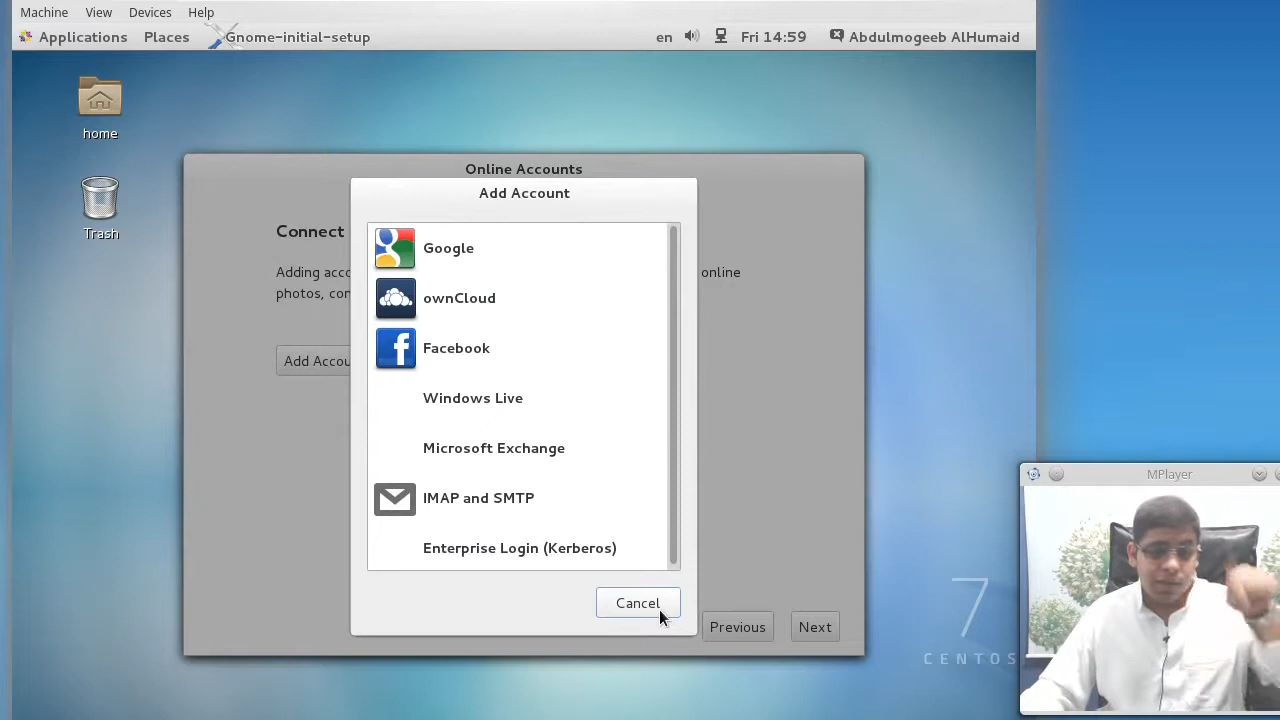 Machine View Devices Help
Applications Places Gnome-initial-setup en Fri 14:59 Abdulmogeeb AlHumaid
home
Trash
Online Accounts
Add Account
Connect
Adding acco
online
photos, con
Add Accou
Google
ownCloud
Facebook
Windows Live
Microsoft Exchange
IMAP and SMTP
Enterprise Login (Kerberos)
Cancel
Previous Next
7
CENTOS
MPlayer